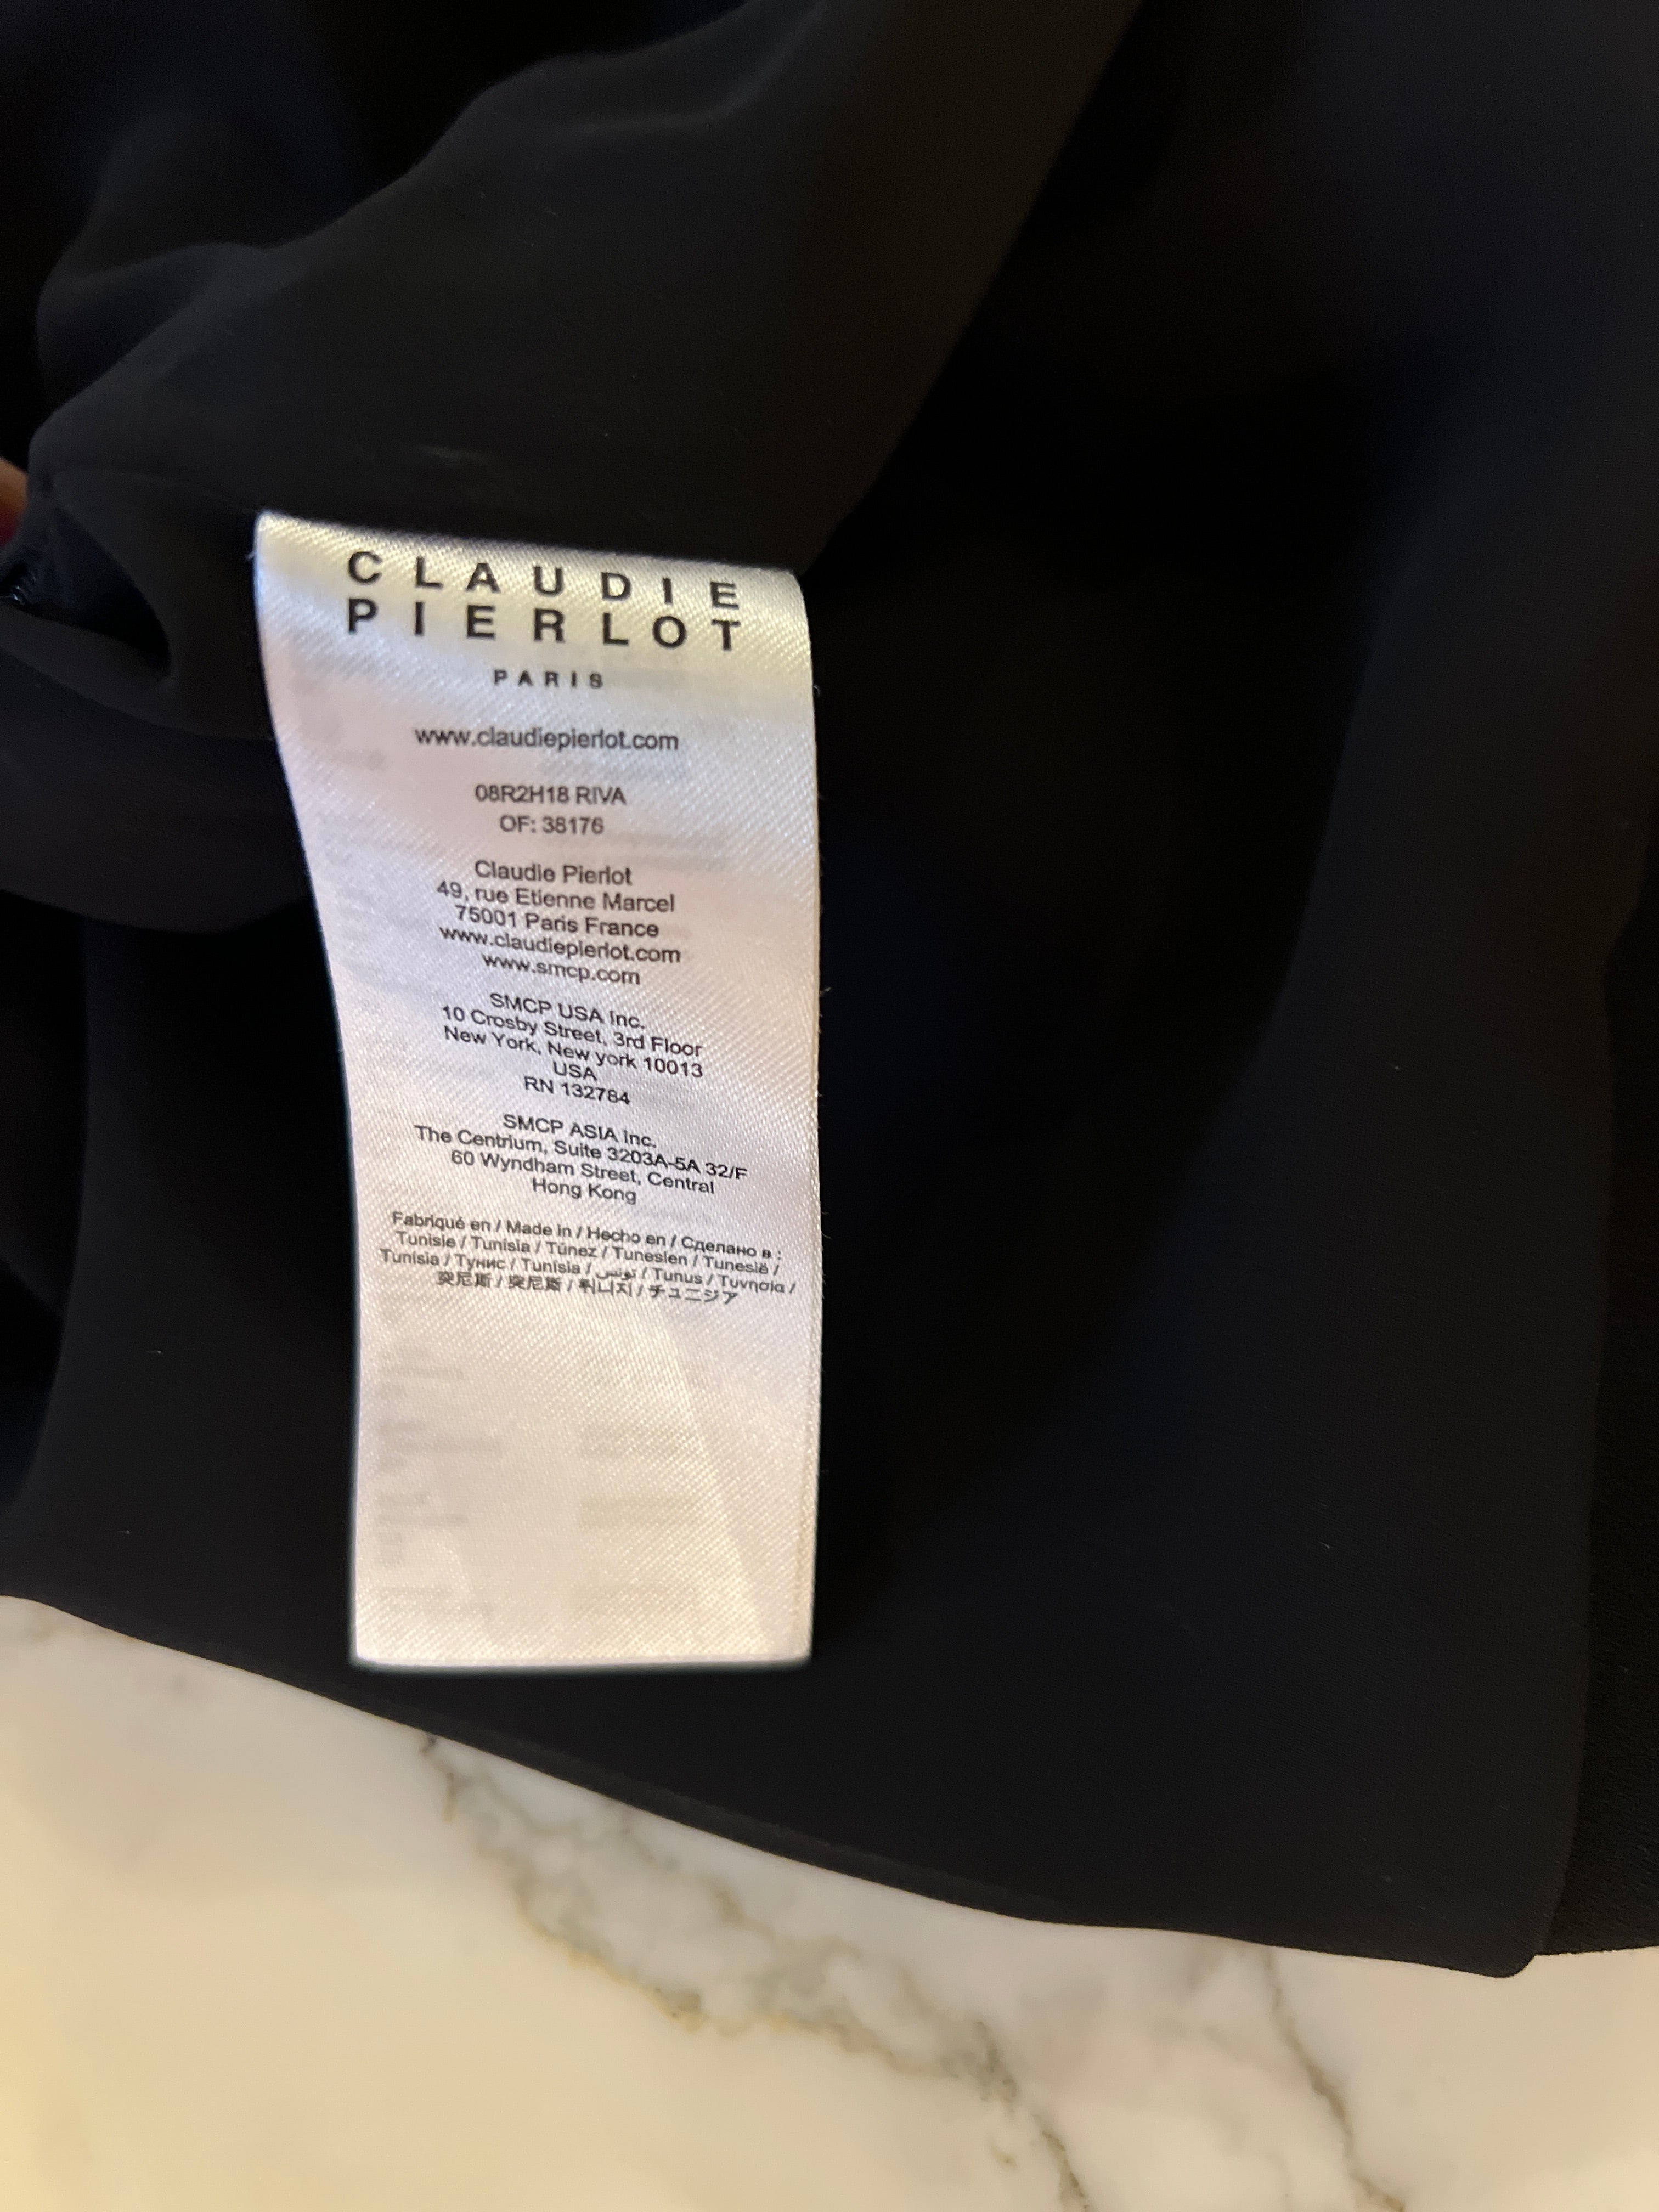 CLAUDIE
PIERLOT
PARIS
www.claudiepierlot.com
08R2H18 RIVA
OF: 38176
Claudie Pierlot
49, rue Etienne Marcel
75001 Paris France
www.claudiepierlot.com
www.smcp.com
SMCP USA Inc.
10 Crosby Street, 3rd Floor
New York, New york 10013
USA
RN 132784
SMCP ASIA Inc.
The Centrium, Suite 3203A-5A 32/F
60 Wyndham Street, Central
Hong Kong
Fabriqué en / Made in / Hecho en / Сделано в :
Tunisie / Tunisia / Túnez / Tunesien / Tunesië /
Tunisia / Тунис / Tunísia / تونس / Tunus / Τυνησία /
突尼斯 / 突尼斯 / 튀니지 / チュニジア